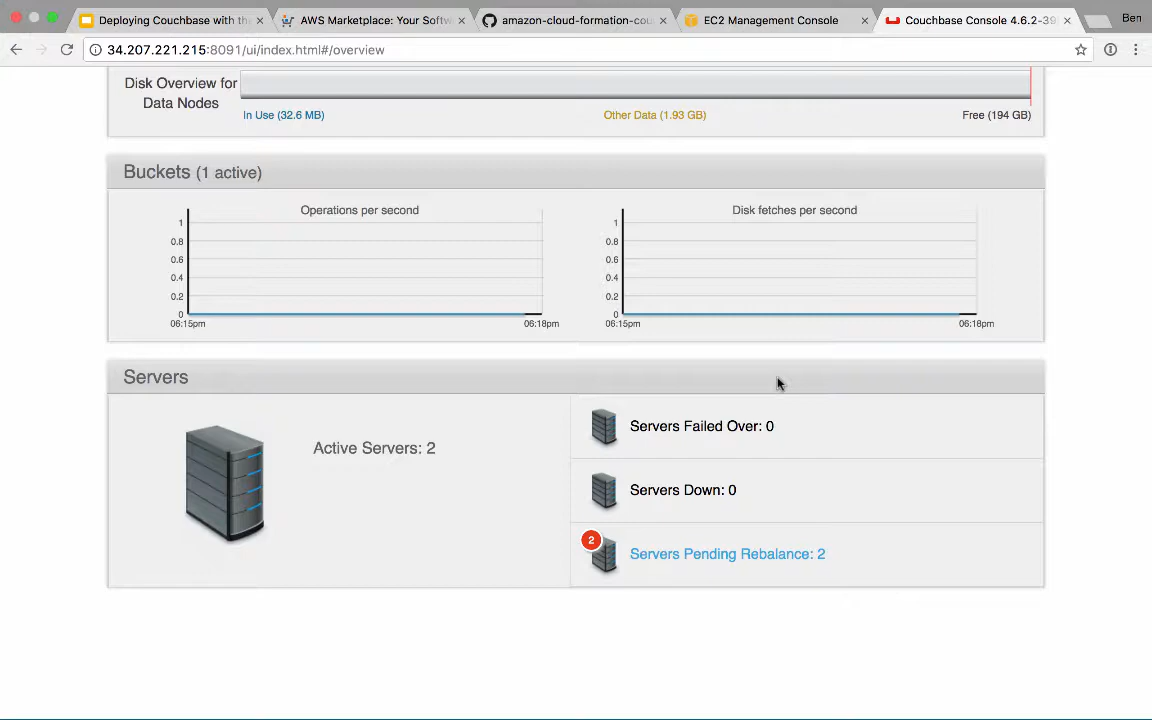 Deploying Couchbase with th
AWS Marketplace: Your Softw
amazon-cloud-formation-cou
EC2 Management Console
Couchbase Console 4.6.2-39
Ben
34.207.221.215:8091/ui/index.html#/overview
Disk Overview for
Data Nodes
In Use (32.6 MB)
Other Data (1.93 GB)
Free (194 GB)
Buckets (1 active)
Operations per second
1
0.8
0.6
0.4
0.2
0
06:15pm
06:18pm
Disk fetches per second
1
0.8
0.6
0.4
0.2
0
06:15pm
06:18pm
Servers
Active Servers: 2
Servers Failed Over: 0
Servers Down: 0
2
Servers Pending Rebalance: 2